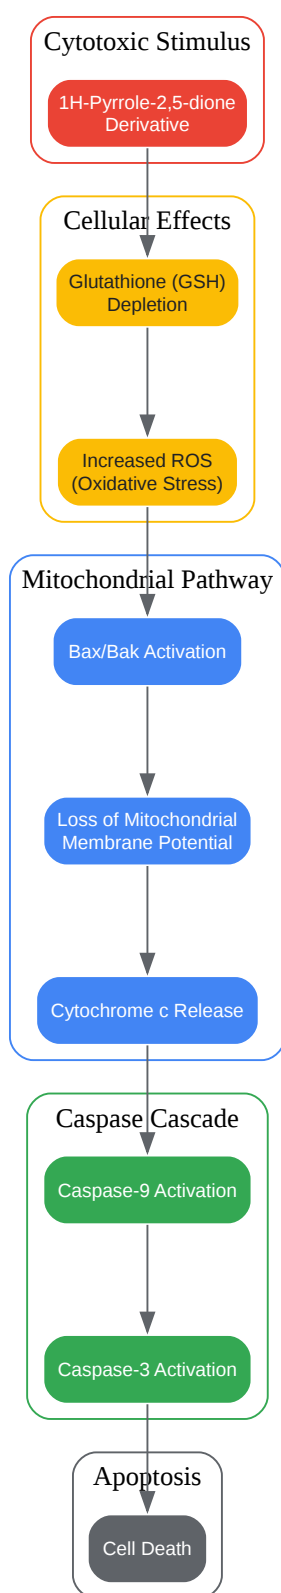 Cytotoxic Stimulus
1H-Pyrrole-2,5-dione
Derivative
Cellular Effects
Glutathione (GSH)
Depletion
Increased ROS
(Oxidative Stress)
Mitochondrial Pathway
Bax/Bak Activation
Loss of Mitochondrial
Membrane Potential
Cytochrome c Release
Caspase Cascade
Caspase-9 Activation
Caspase-3 Activation
Apoptosis
Cell Death